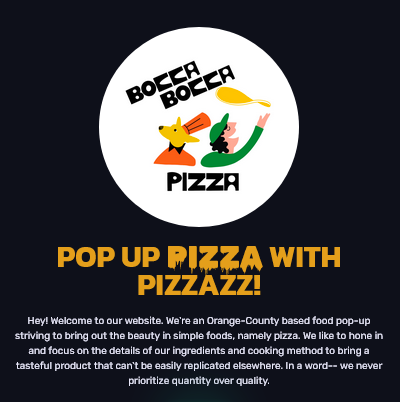 BOCCA
BOCCA
PIZZA
POP UP PIZZA WITH
PIZZAZZ!
Hey! Welcome to our website. We're an Orange-County based food pop-up
striving to bring out the beauty in simple foods, namely pizza. We like to hone in
and focus on the details of our ingredients and cooking method to bring a
tasteful product that can't be easily replicated elsewhere. In a word-- we never
prioritize quantity over quality.